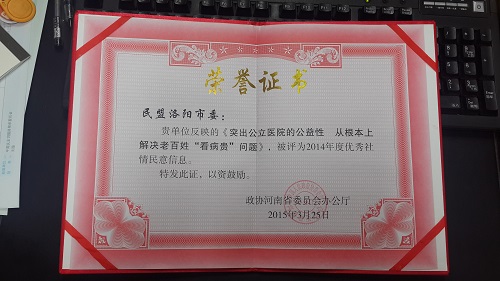 荣誉证书
民盟洛阳市委：
贵单位反映的《突出公立医院的公益性 从根本上
解决老百姓“看病贵”问题》，被评为2014年度优秀社
情民意信息。
特发此证，以资鼓励。
政协河南省委员会办公厅
2015年3月25日